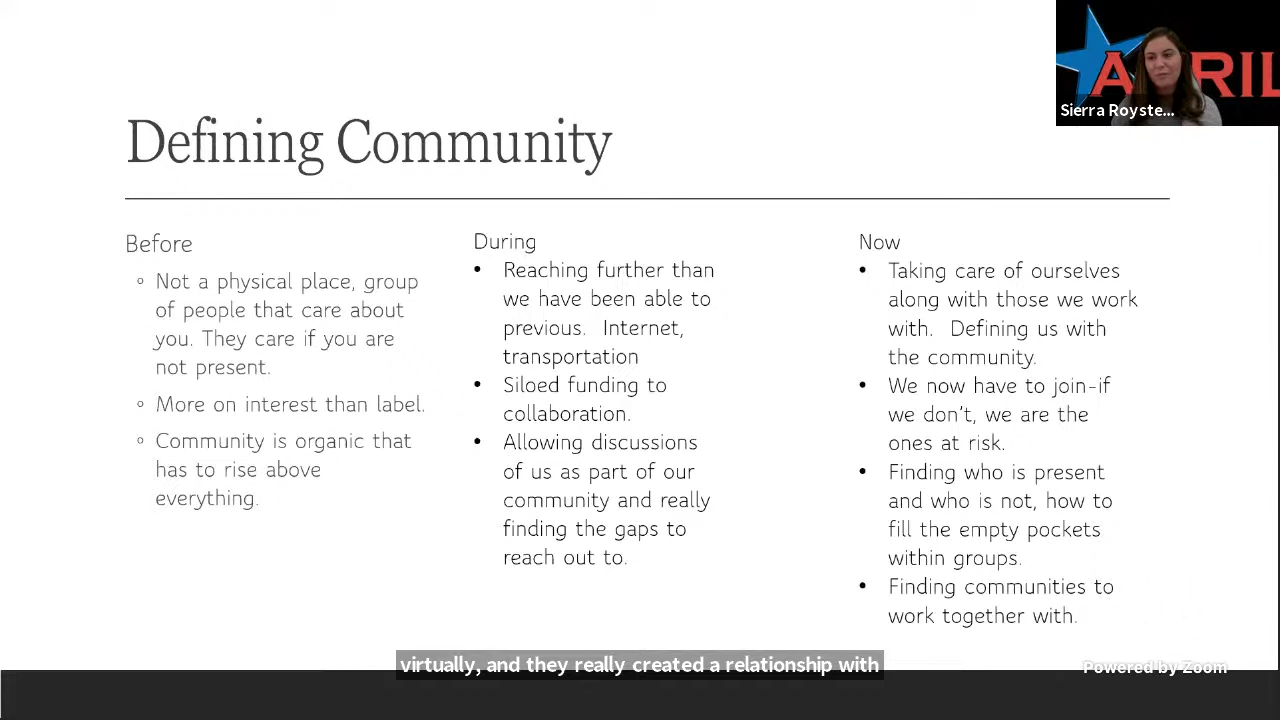 Defining Community
Before
Not a physical place, group
of people that care about
you. They care if you are
not present.
More on interest than label.
Community is organic that
has to rise above
everything.
During
Reaching further than
we have been able to
previous.  Internet,
transportation
Siloed funding to
collaboration.
Allowing discussions
of us as part of our
community and really
finding the gaps to
reach out to.
Now
Taking care of ourselves
along with those we work
with.  Defining us with
the community.
We now have to join-if
we don't, we are the
ones at risk.
Finding who is present
and who is not, how to
fill the empty pockets
within groups.
Finding communities to
work together with.
Sierra Royste...
virtually, and they really created a relationship with
Powered by Zoom